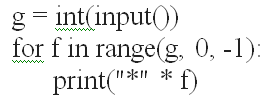 g = int(input())
for f in range(g, 0, -1):
print("*" * f)